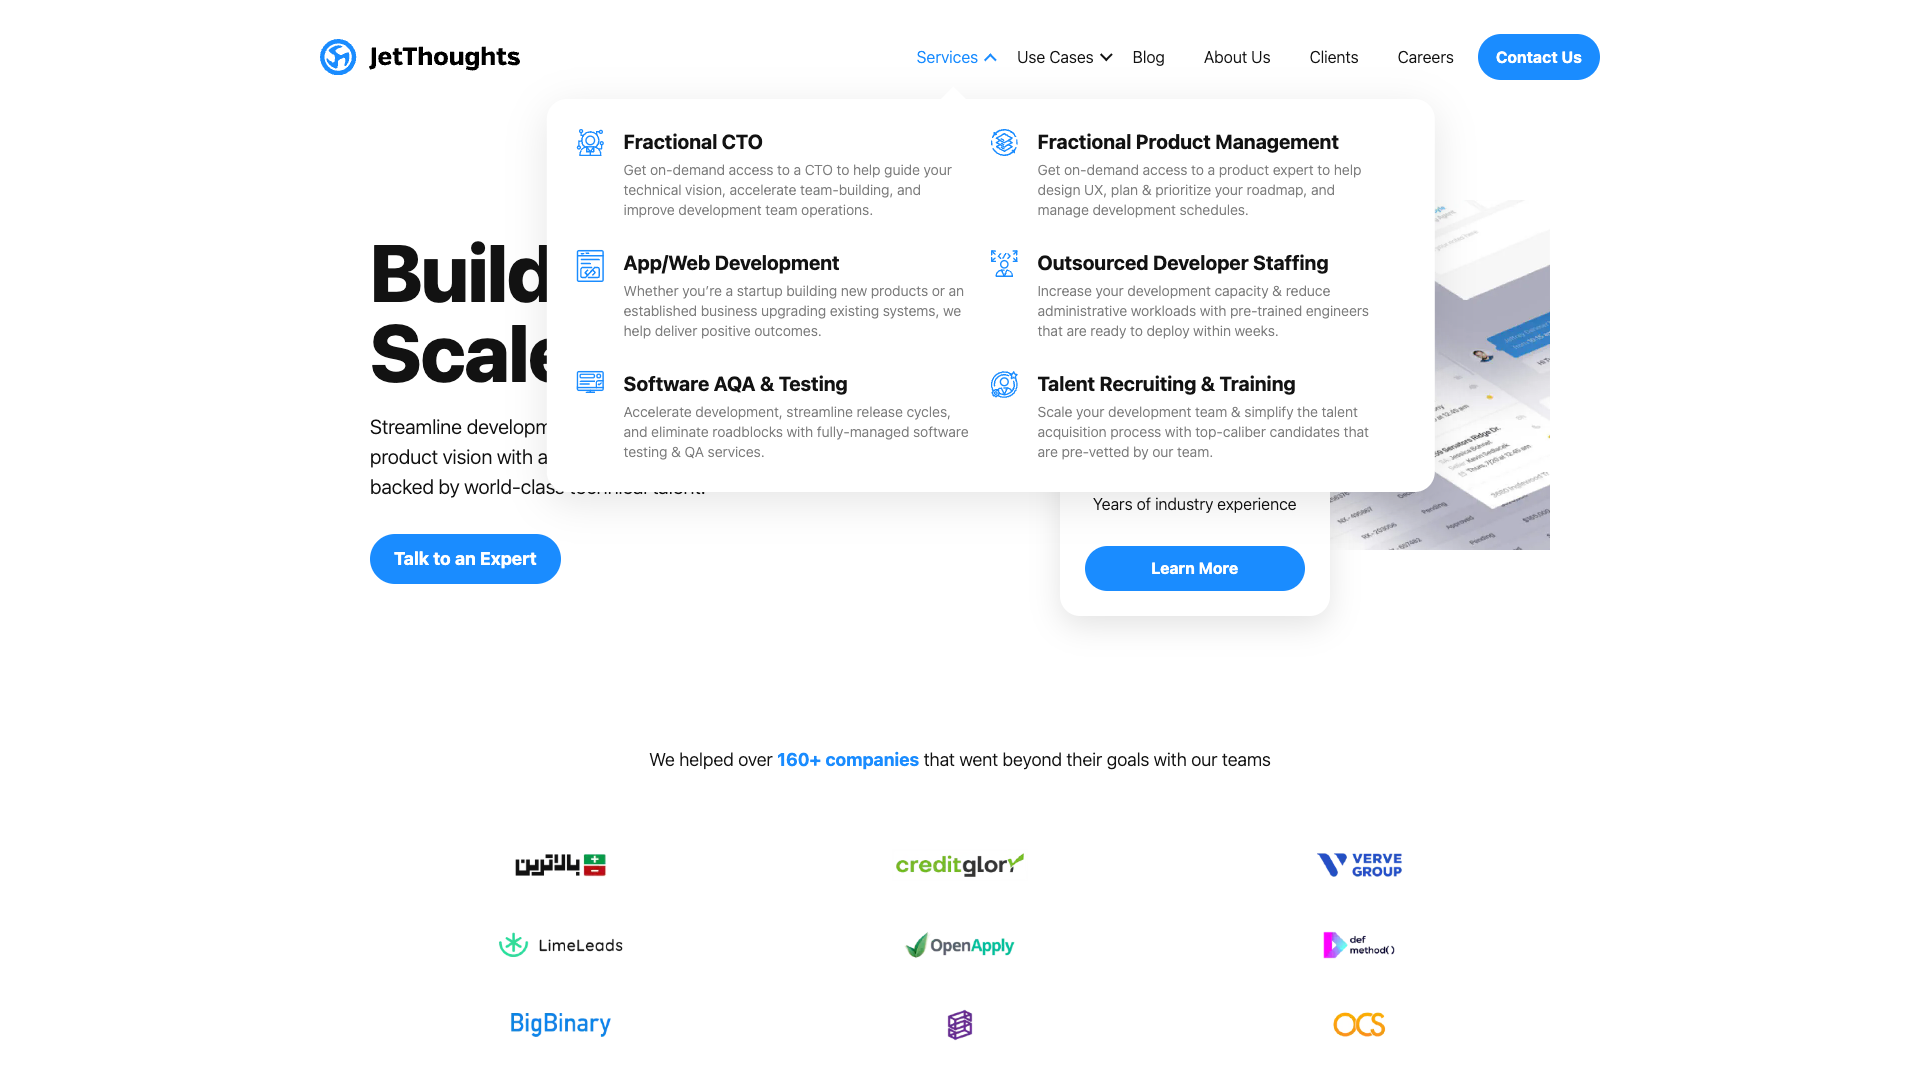 JetThoughts
Services
Use Cases
Blog
About Us
Clients
Careers
Contact Us
Fractional CTO
Get on-demand access to a CTO to help guide your
technical vision, accelerate team-building, and
improve development team operations.
Fractional Product Management
Get on-demand access to a product expert to help
design UX, plan & prioritize your roadmap, and
manage development schedules.
App/Web Development
Whether you're a startup building new products or an
established business upgrading existing systems, we
help deliver positive outcomes.
Outsourced Developer Staffing
Increase your development capacity & reduce
administrative workloads with pre-trained engineers
that are ready to deploy within weeks.
Software AQA & Testing
Accelerate development, streamline release cycles,
and eliminate roadblocks with fully-managed software
testing & QA services.
Talent Recruiting & Training
Scale your development team & simplify the talent
acquisition process with top-caliber candidates that
are pre-vetted by our team.
Build
Scale
Streamline
product vision with a
backed by world-class technical talent.
Talk to an Expert
Years of industry experience
Learn More
Pending
Approved
Pending
We helped over 160+ companies that went beyond their goals with our teams
بالاترین
creditglory
VERVE
GROUP
LimeLeads
OpenApply
def
method()
BigBinary
OCS